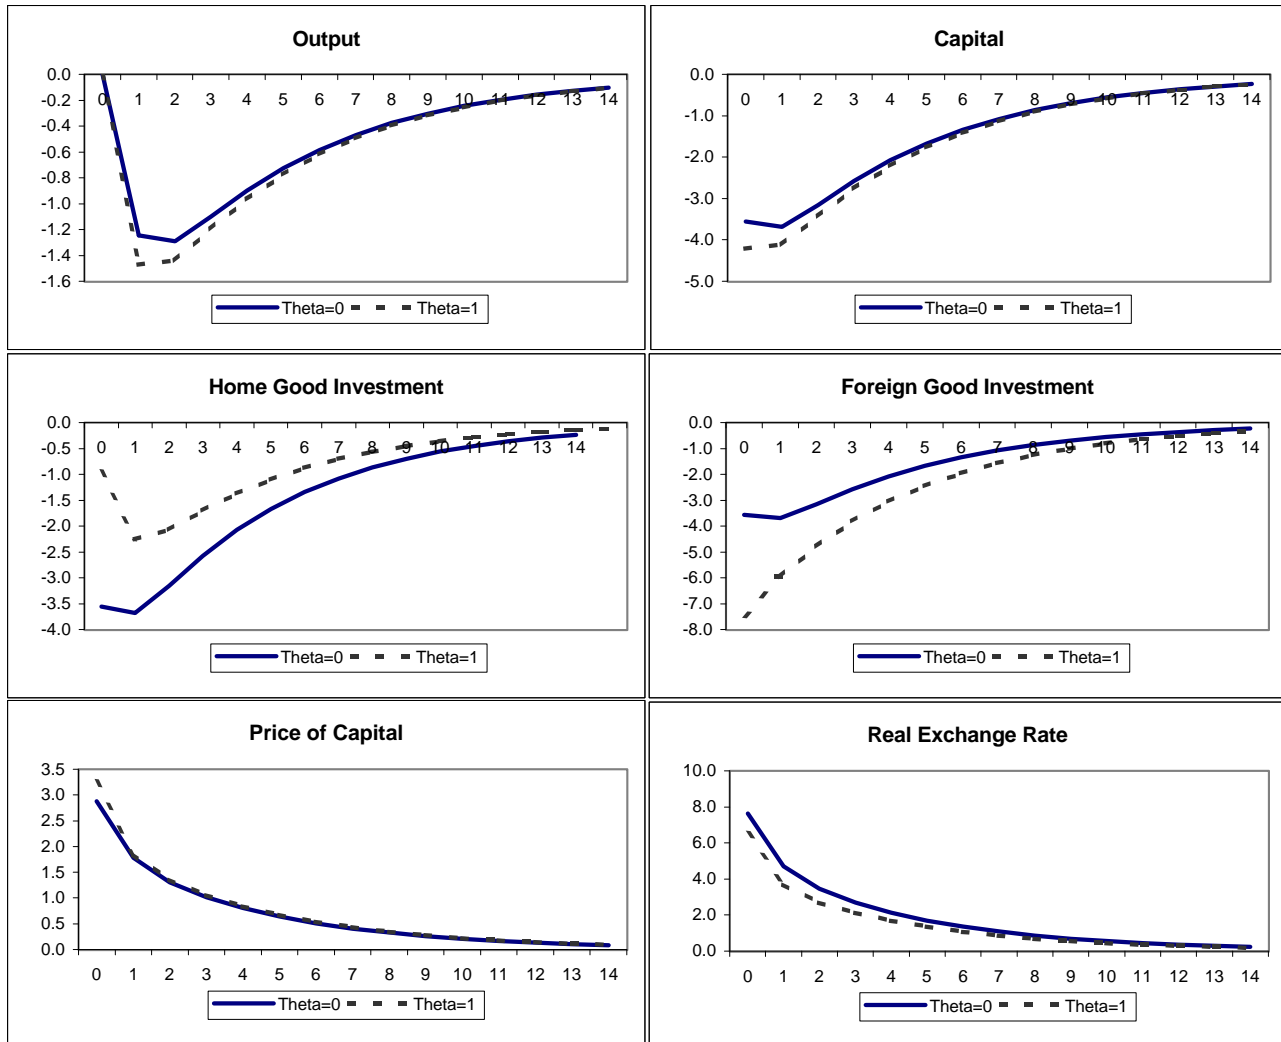 Output
0.0
-0.2
-0.4
-0.6
-0.8
-1.0
-1.2
-1.4
-1.6
0 1 2 3 4 5 6 7 8 9 10 11 12 13 14
Theta=0 Theta=1
Capital
0.0
-1.0
-2.0
-3.0
-4.0
-5.0
0 1 2 3 4 5 6 7 8 9 10 11 12 13 14
Theta=0 Theta=1
Home Good Investment
0.0
-0.5
-1.0
-1.5
-2.0
-2.5
-3.0
-3.5
-4.0
0 1 2 3 4 5 6 7 8 9 10 11 12 13 14
Theta=0 Theta=1
Foreign Good Investment
0.0
-1.0
-2.0
-3.0
-4.0
-5.0
-6.0
-7.0
-8.0
0 1 2 3 4 5 6 7 8 9 10 11 12 13 14
Theta=0 Theta=1
Price of Capital
3.5
3.0
2.5
2.0
1.5
1.0
0.5
0.0
0 1 2 3 4 5 6 7 8 9 10 11 12 13 14
Theta=0 Theta=1
Real Exchange Rate
10.0
8.0
6.0
4.0
2.0
0.0
0 1 2 3 4 5 6 7 8 9 10 11 12 13 14
Theta=0 Theta=1